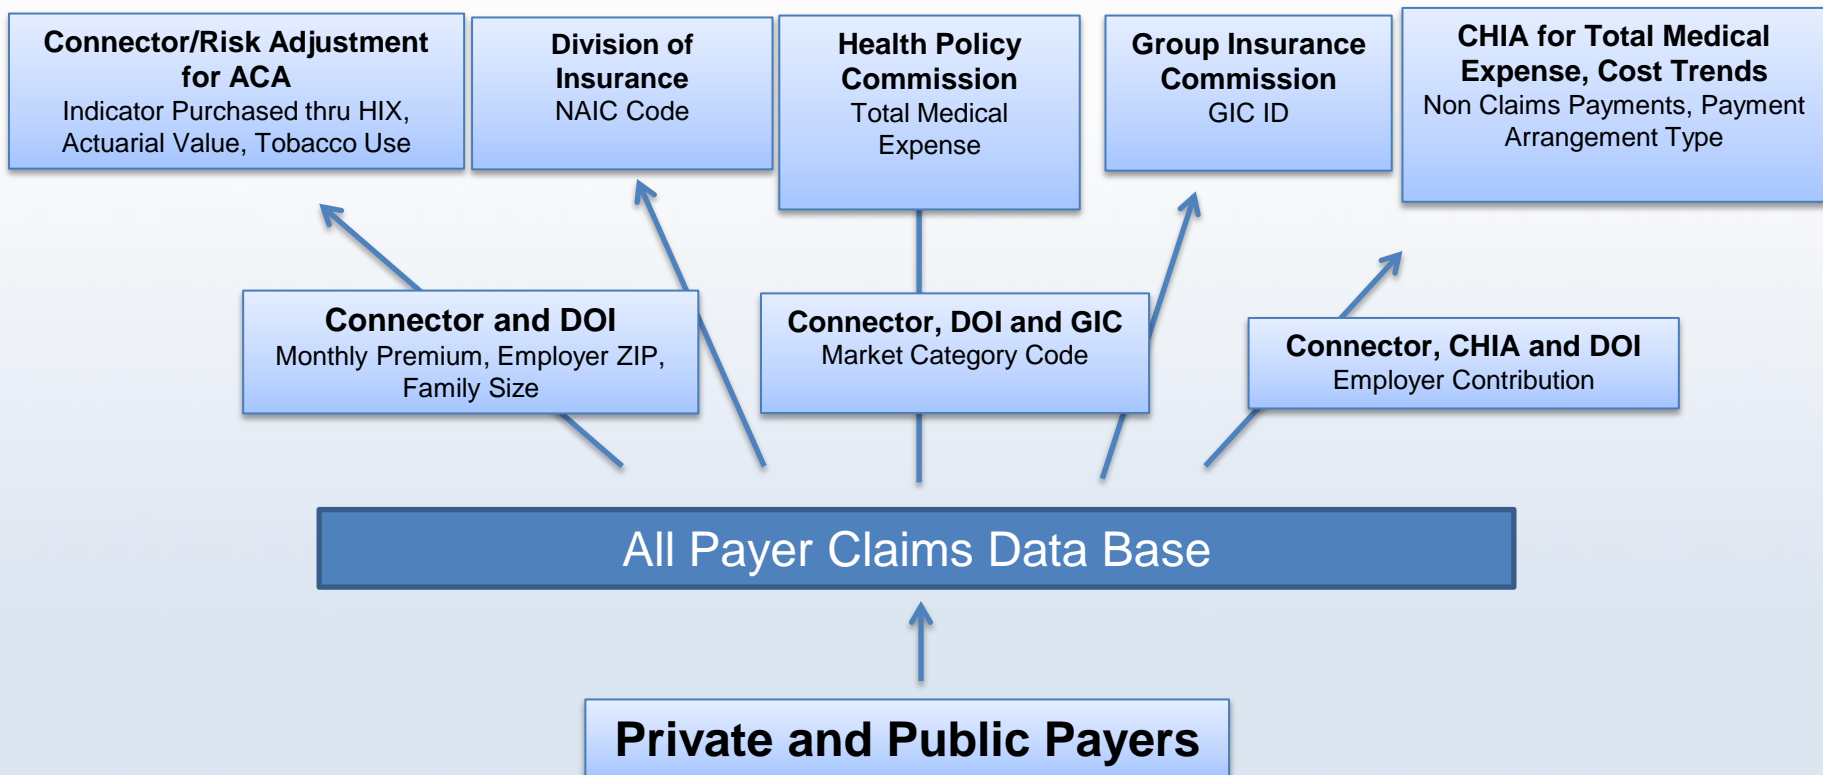 Connector/Risk Adjustment
for ACA
Indicator Purchased thru HIX,
Actuarial Value, Tobacco Use
Division of
Insurance
NAIC Code
Health Policy
Commission
Total Medical
Expense
Group Insurance
Commission
GIC ID
CHIA for Total Medical
Expense, Cost Trends
Non Claims Payments, Payment
Arrangement Type
Connector and DOI
Monthly Premium, Employer ZIP,
Family Size
Connector, DOI and GIC
Market Category Code
Connector, CHIA and DOI
Employer Contribution
All Payer Claims Data Base
Private and Public Payers